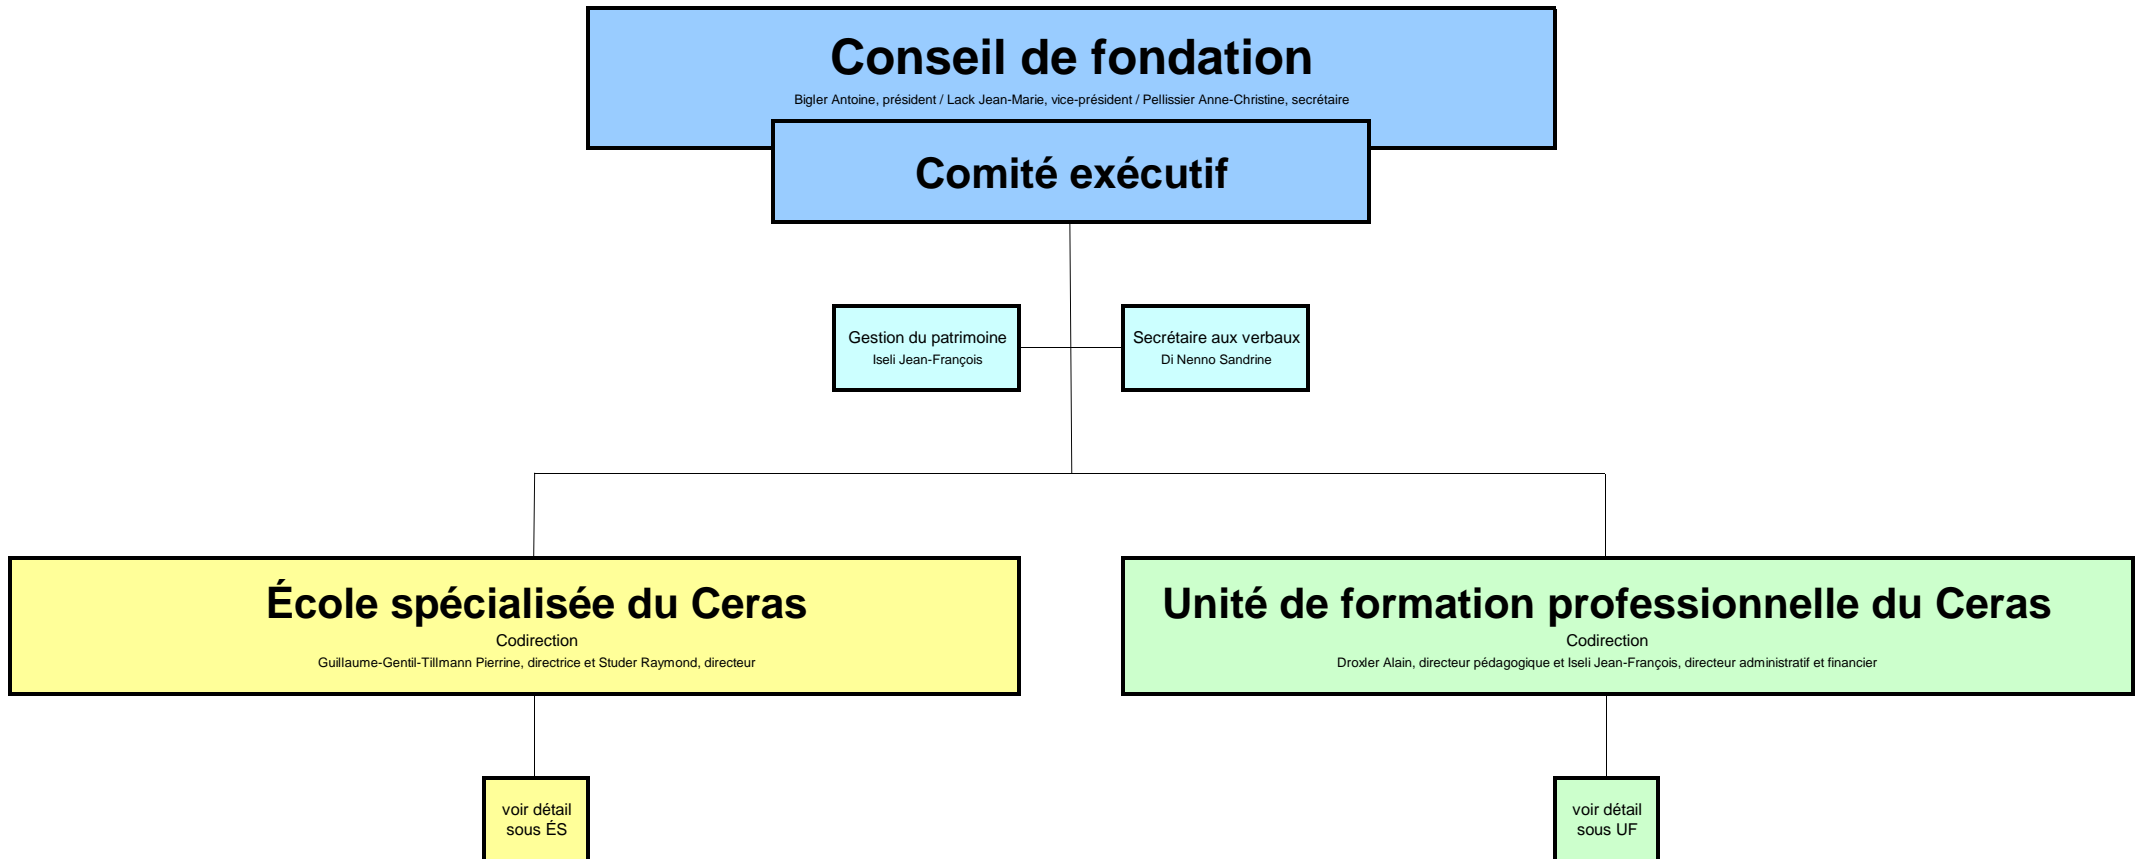 Conseil de fondation
Bigler Antoine, président / Lack Jean-Marie, vice-président / Pellissier Anne-Christine, secrétaire
Comité exécutif
Gestion du patrimoine
Iseli Jean-François
Secrétaire aux verbaux
Di Nenno Sandrine
École spécialisée du Ceras
Codirection
Guillaume-Gentil-Tillmann Pierrine, directrice et Studer Raymond, directeur
Unité de formation professionnelle du Ceras
Codirection
Droxler Alain, directeur pédagogique et Iseli Jean-François, directeur administratif et financier
voir détail
sous ÉS
voir détail
sous UF